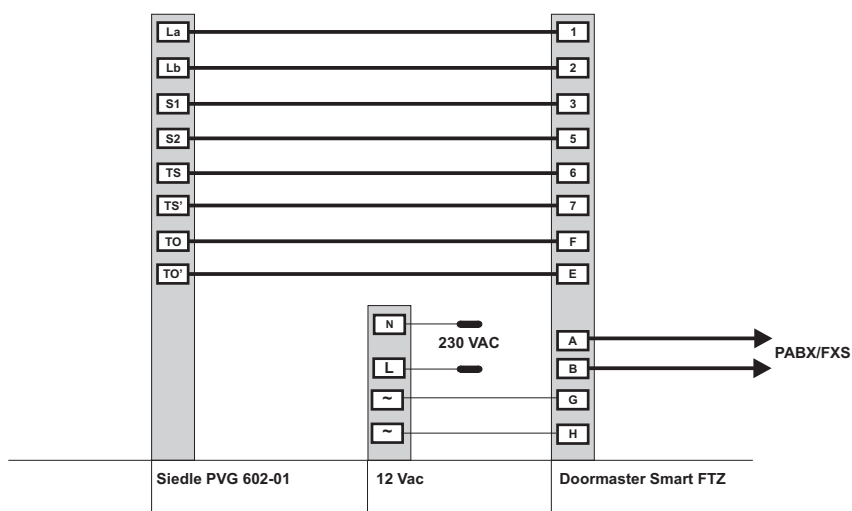 La 1
Lb 2
S1 3
S2 5
TS 6
TS' 7
TO F
TO' E
N
230 VAC
A
PABX/FXS
L
B
~ G
~ H
Siedle PVG 602-01
12 Vac
Doormaster Smart FTZ